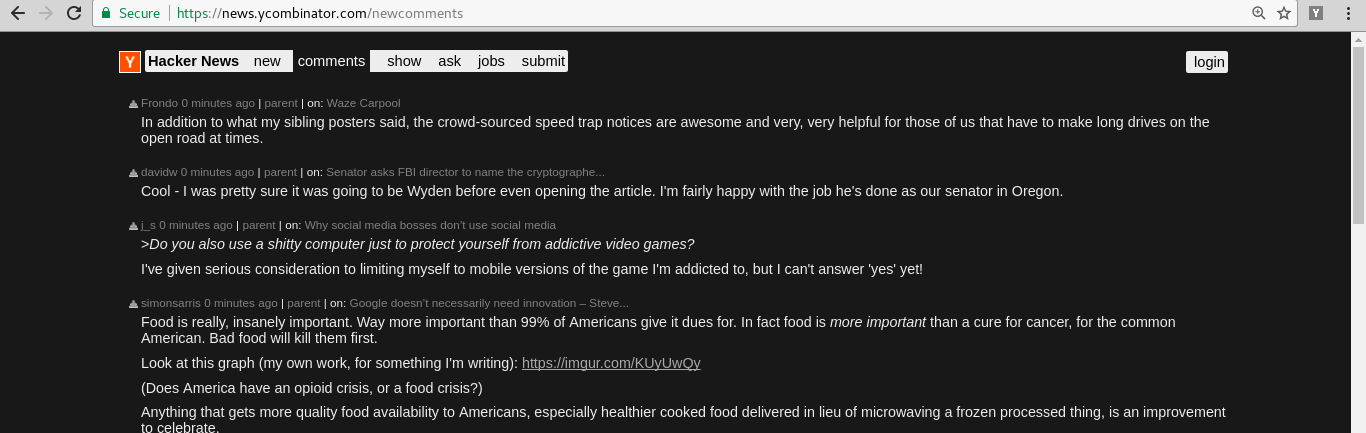 Secure https://news.ycombinator.com/newcomments
Y Hacker News new comments show ask jobs submit login
Frondo 0 minutes ago | parent | on: Waze Carpool
In addition to what my sibling posters said, the crowd-sourced speed trap notices are awesome and very, very helpful for those of us that have to make long drives on the
open road at times.
davidw 0 minutes ago | parent | on: Senator asks FBI director to name the cryptographe...
Cool - I was pretty sure it was going to be Wyden before even opening the article. I'm fairly happy with the job he's done as our senator in Oregon.
j_s 0 minutes ago | parent | on: Why social media bosses don't use social media
>Do you also use a shitty computer just to protect yourself from addictive video games?
I've given serious consideration to limiting myself to mobile versions of the game I'm addicted to, but I can't answer 'yes' yet!
simonsarris 0 minutes ago | parent | on: Google doesn't necessarily need innovation – Steve...
Food is really, insanely important. Way more important than 99% of Americans give it dues for. In fact food is more important than a cure for cancer, for the common
American. Bad food will kill them first.
Look at this graph (my own work, for something I'm writing): https://imgur.com/KUyUwQy
(Does America have an opioid crisis, or a food crisis?)
Anything that gets more quality food availability to Americans, especially healthier cooked food delivered in lieu of microwaving a frozen processed thing, is an improvement
to celebrate.